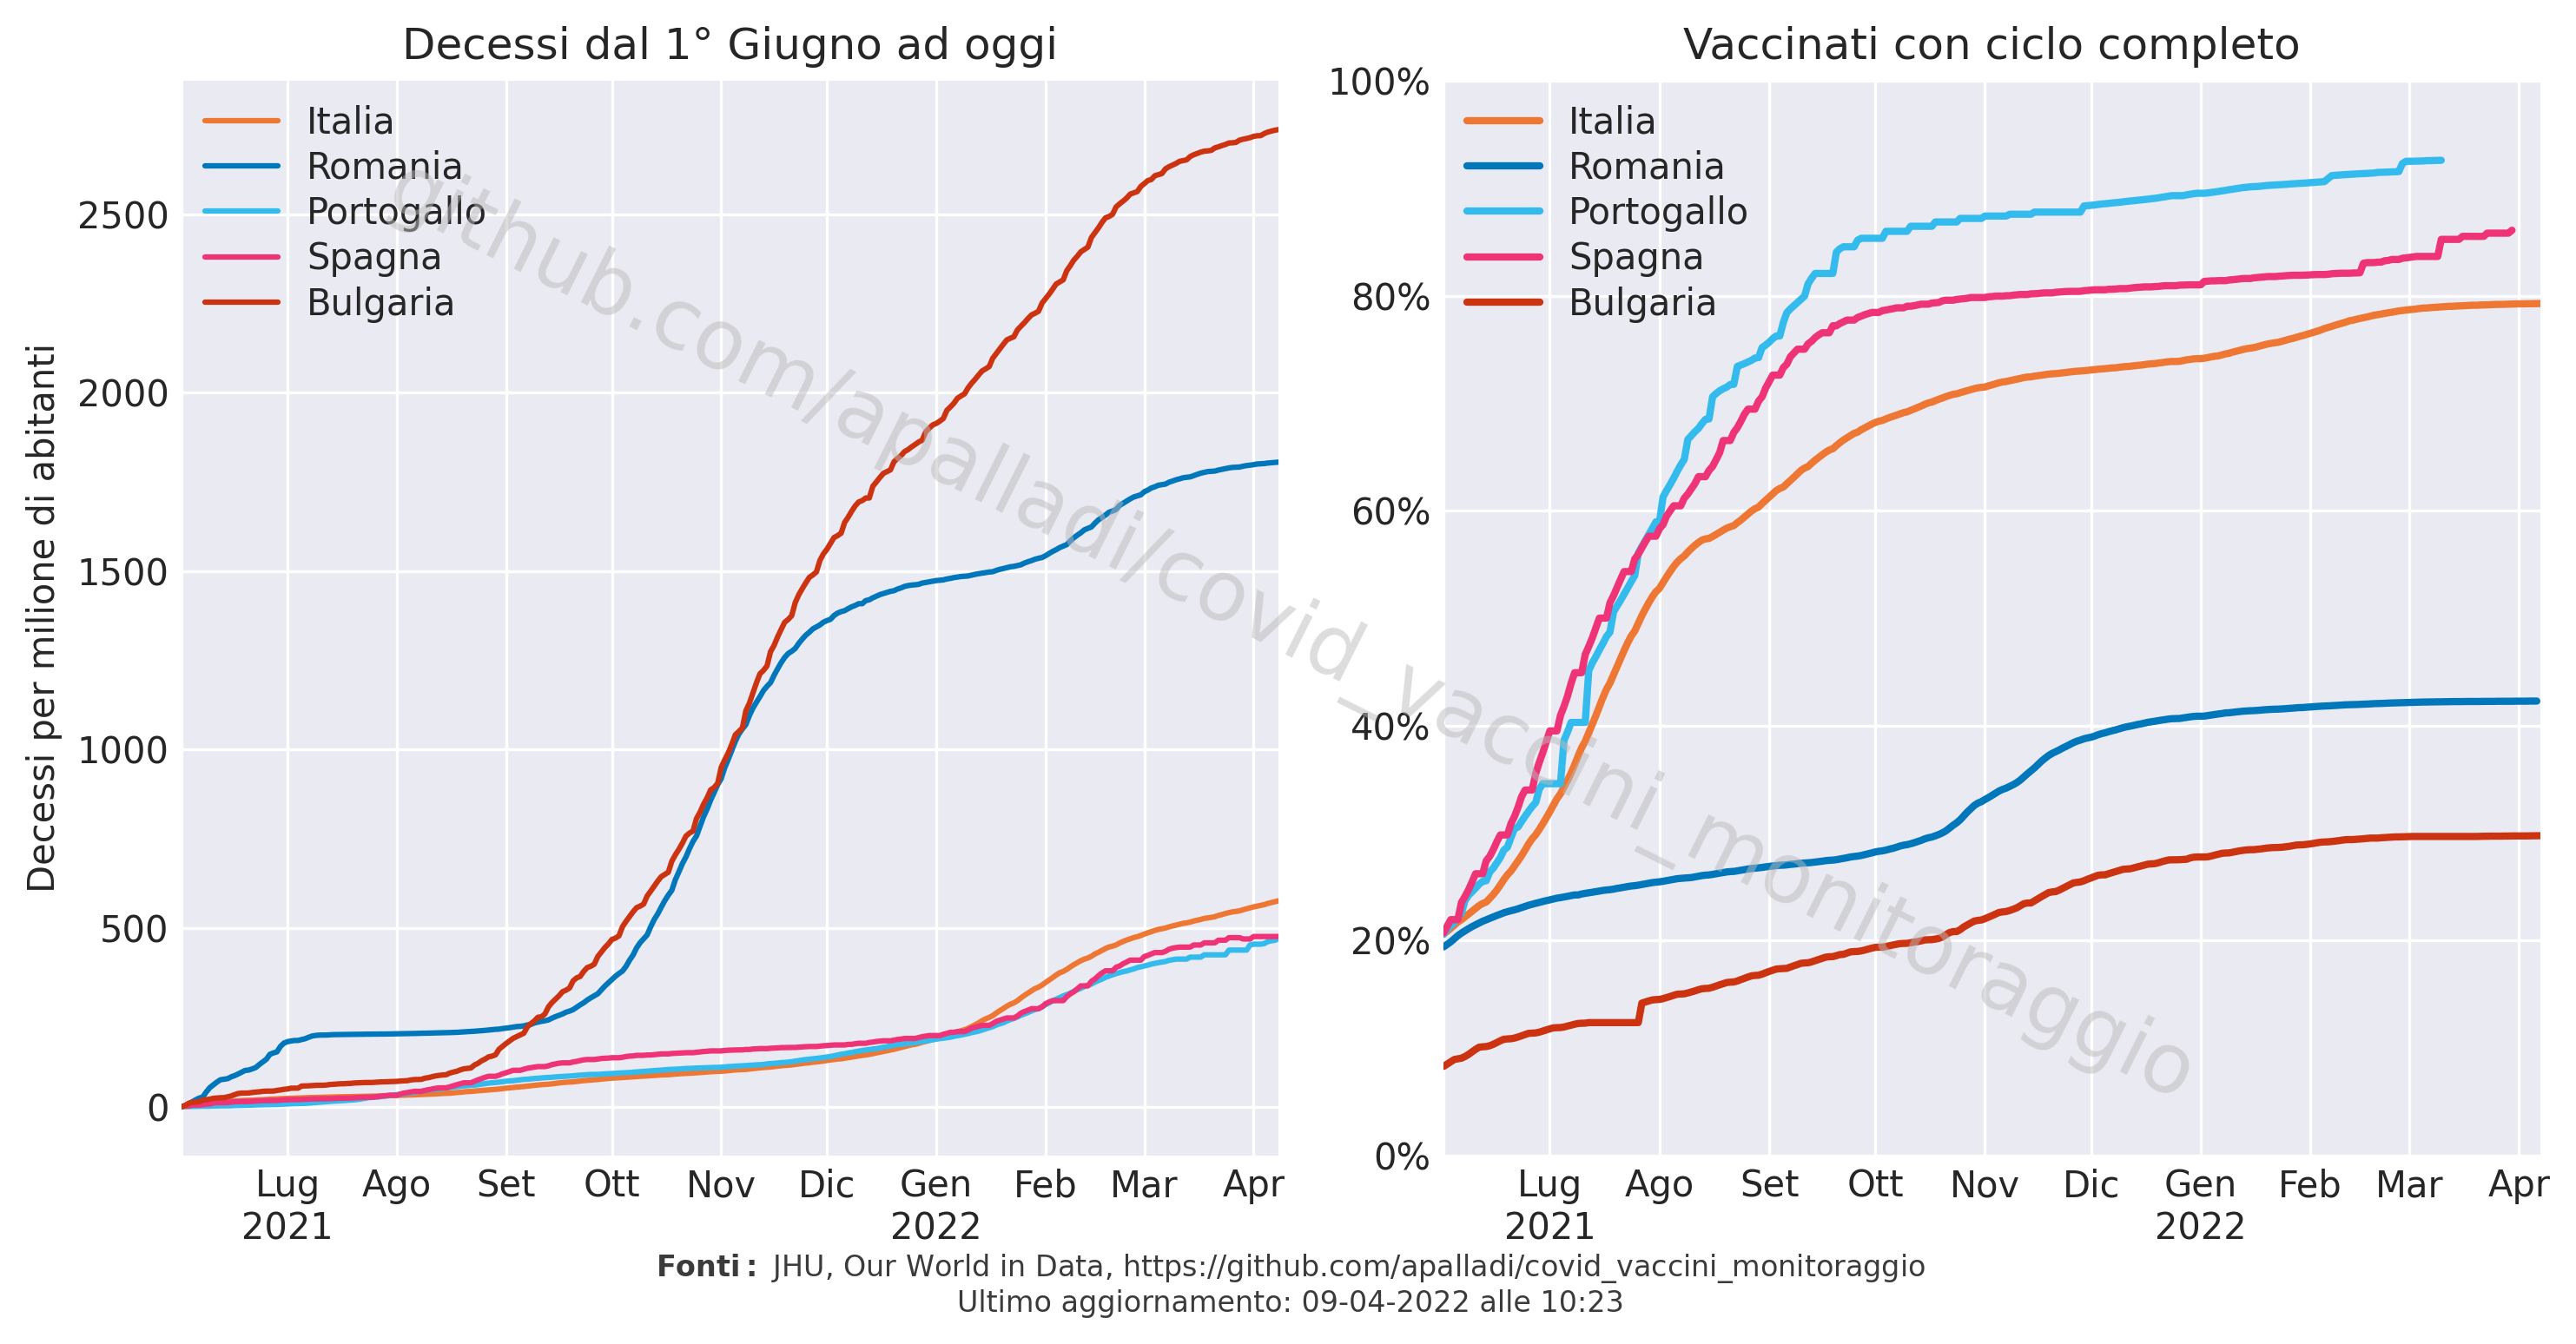 Decessi dal 1° Giugno ad oggi
Decessi per milione di abitanti
2500
2000
1500
1000
500
0
Italia
Romania
Portogallo
Spagna
Bulgaria
Lug Ago Set Ott Nov Dic Gen Feb Mar Apr
2021 2022
Vaccinati con ciclo completo
100%
80%
60%
40%
20%
0%
Italia
Romania
Portogallo
Spagna
Bulgaria
Lug Ago Set Ott Nov Dic Gen Feb Mar Apr
2021 2022
github.com/apalladi/covid_vaccini_monitoraggio
Fonti: JHU, Our World in Data, https://github.com/apalladi/covid_vaccini_monitoraggio
Ultimo aggiornamento: 09-04-2022 alle 10:23